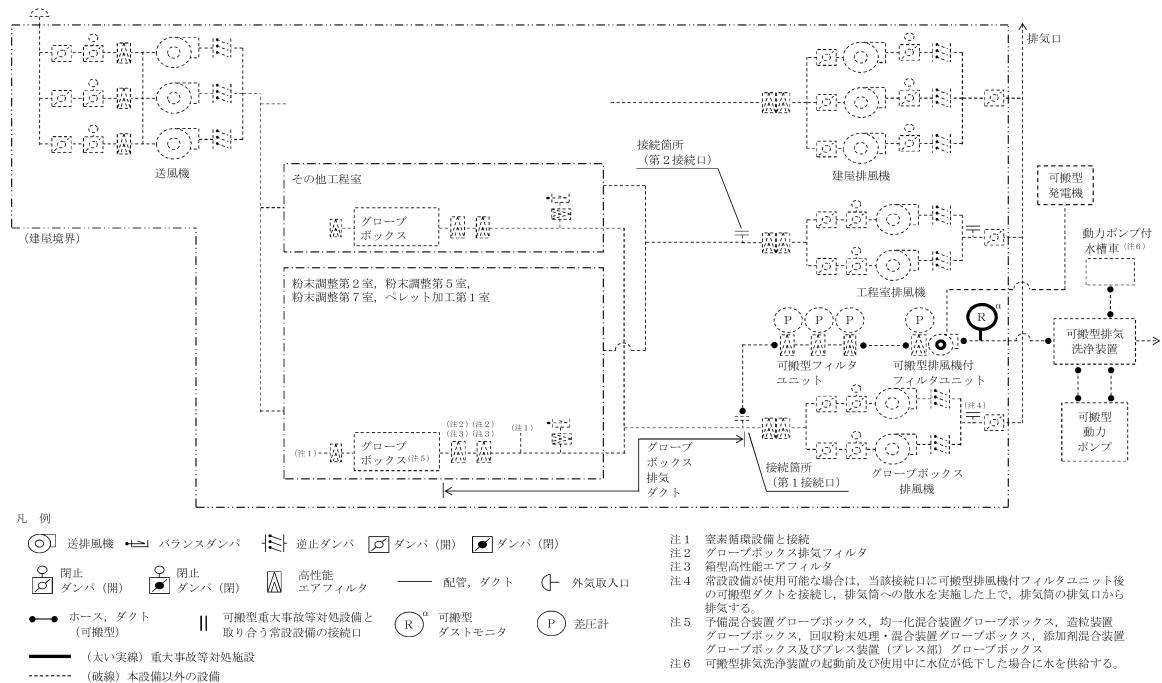 排気口
送風機
（建屋境界）
建屋排風機
接続箇所
（第２接続口）
可搬型
発電機
その他工程室
グローブ
ボックス
動力ポンプ付
水槽車（注６）
工程室排風機
粉末調整第２室，粉末調整第５室，
粉末調整第７室，ペレット加工第１室
P
P
P
P
R
α
可搬型排気
洗浄装置
可搬型フィルタ
ユニット
可搬型排風機付
フィルタユニット
（注４）
（注２）（注２）
（注３）（注３）
（注１）
（注１）
グローブ
ボックス（注５）
グローブ
ボックス
排気
ダクト
接続箇所
（第１接続口）
グローブボックス
排風機
可搬型
動力
ポンプ
凡　例
送排風機
バランスダンパ
逆止ダンパ
ダンパ（開）
ダンパ（閉）
閉止
ダンパ（開）
閉止
ダンパ（閉）
高性能
エアフィルタ
配管，ダクト
外気取入口
ホース，ダクト
（可搬型）
可搬型重大事故等対処設備と
取り合う常設設備の接続口
R
α
可搬型
ダストモニタ
P
差圧計
（太い実線）重大事故等対処施設
（破線）本設備以外の設備
注１　窒素循環設備と接続
注２　グローブボックス排気フィルタ
注３　箱型高性能エアフィルタ
注４　常設設備が使用可能な場合は，当該接続口に可搬型排風機付フィルタユニット後
の可搬型ダクトを接続し，排気筒への散水を実施した上で，排気筒の排気口から
排気する。
注５　予備混合装置グローブボックス，均一化混合装置グローブボックス，造粒装置
グローブボックス，回収粉末処理・混合装置グローブボックス，添加剤混合装置
グローブボックス及びプレス装置（プレス部）グローブボックス
注６　可搬型排気洗浄装置の起動前及び使用中に水位が低下した場合に水を供給する。